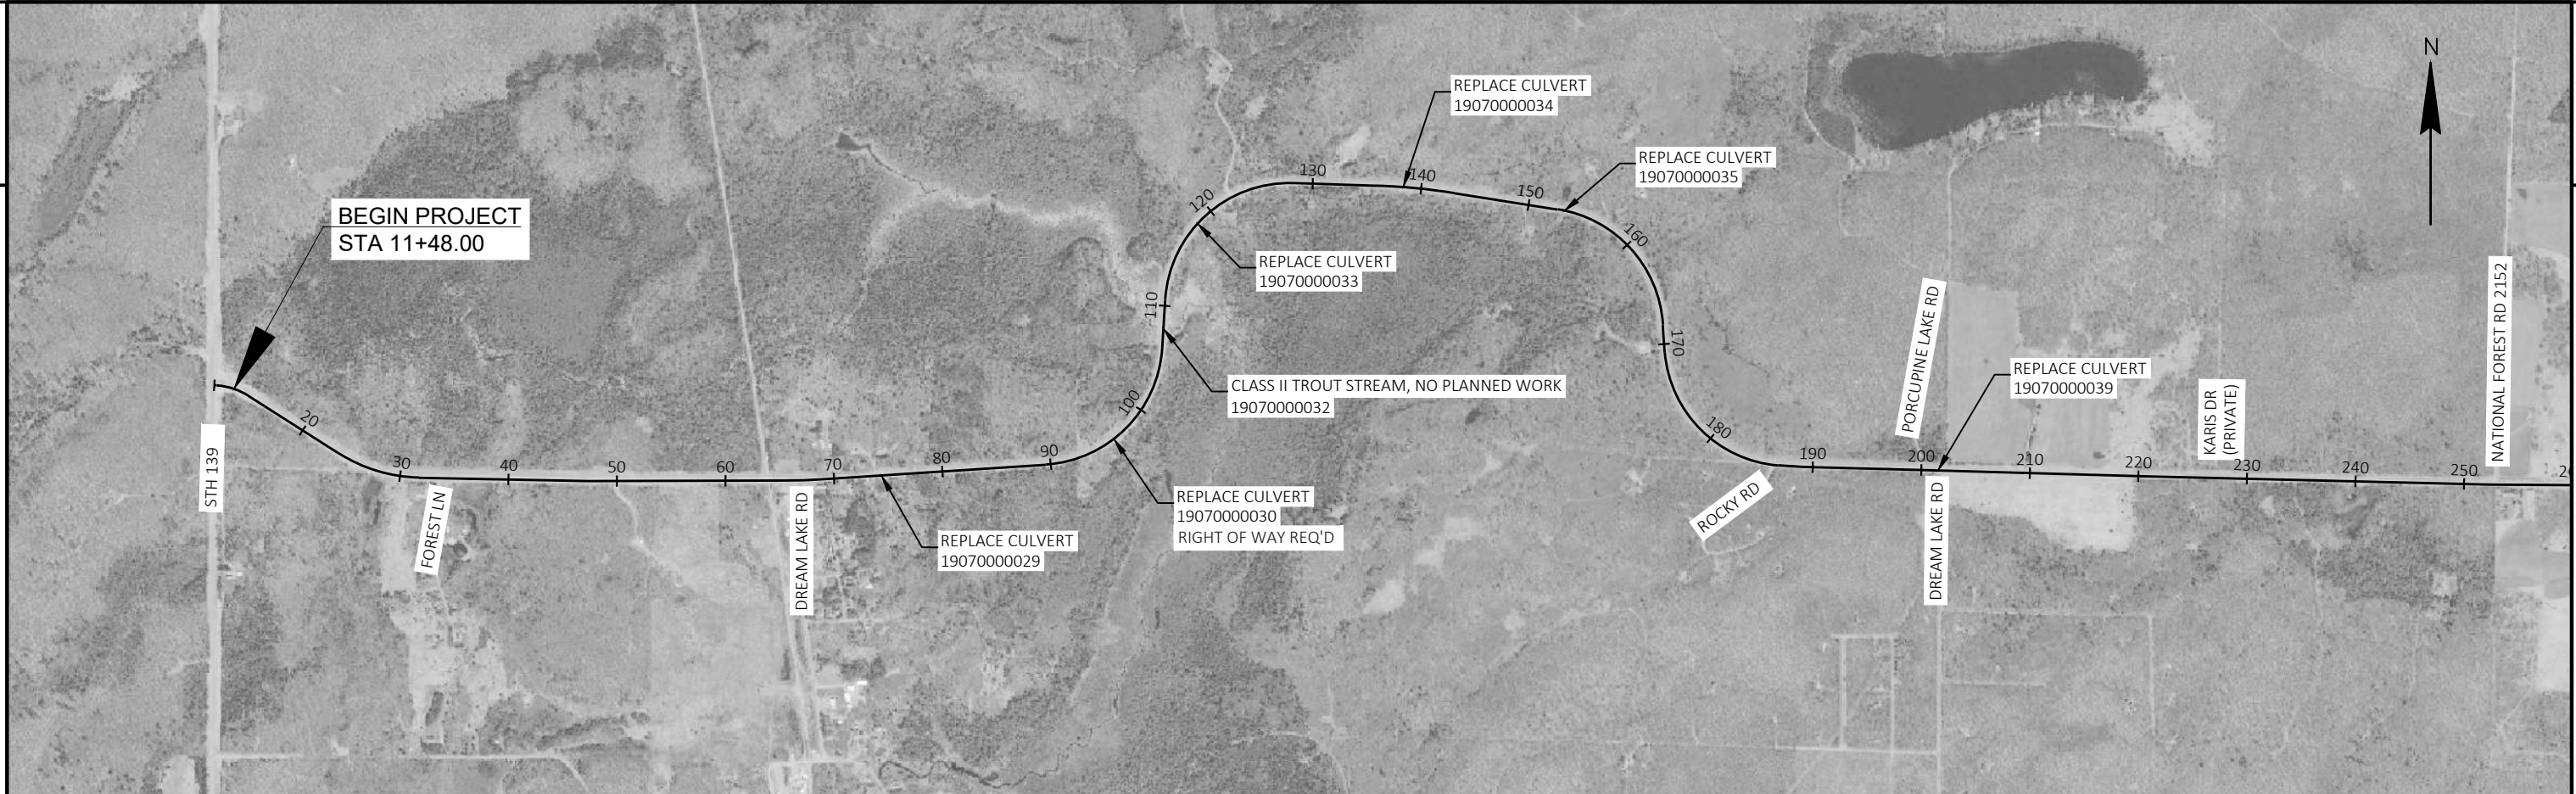 N
REPLACE CULVERT
19070000034
REPLACE CULVERT
19070000035
BEGIN PROJECT
STA 11+48.00
REPLACE CULVERT
19070000033
CLASS II TROUT STREAM, NO PLANNED WORK
19070000032
REPLACE CULVERT
19070000039
REPLACE CULVERT
19070000030
RIGHT OF WAY REQ'D
REPLACE CULVERT
19070000029
STH 139
FOREST LN
DREAM LAKE RD
ROCKY RD
PORCUPINE LAKE RD
DREAM LAKE RD
KARIS DR
(PRIVATE)
NATIONAL FOREST RD 2152
20
30
40
50
60
70
80
90
100
110
120
130
140
150
160
170
180
190
200
210
220
230
240
250